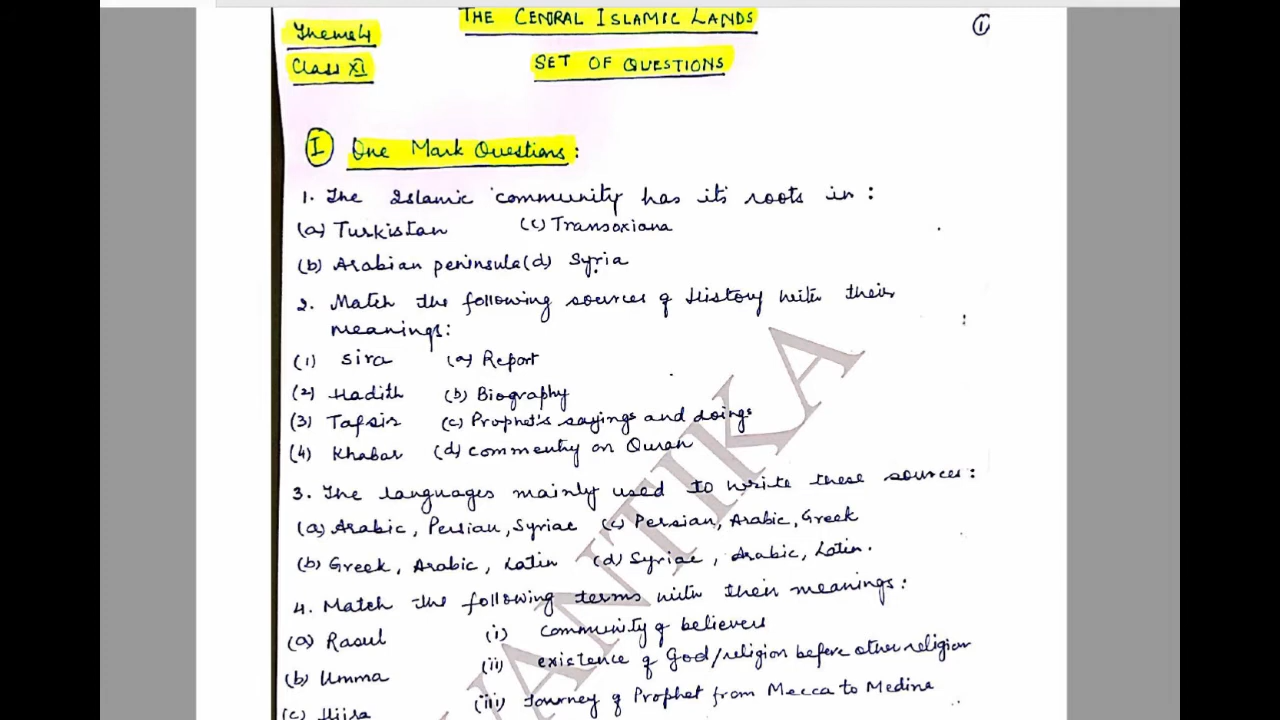 THE CENTRAL ISLAMIC LANDS
①
Theme 4
Class XI
SET OF QUESTIONS
I One Mark Questions:
1. The Islamic community has its roots in :
(a) Turkistan (c) Transoxiana
(b) Arabian peninsula (d) Syria
2. Match the following sources of History with their
meanings:
(1) Sira (a) Report
(2) Hadith (b) Biography
(3) Tafsir (c) Prophet's sayings and doings
(4) Khabar (d) commentry on Quran
3. The languages mainly used to write these sources:
(a) Arabic, Persian, Syriac (c) Persian, Arabic, Greek
(b) Greek, Arabic, Latin (d) Syriac, Arabic, Latin.
4. Match the following terms with their meanings:
(a) Rasul (i) community of believers
(ii) existence of God/religion before other religion
(b) Umma
(iii) Journey of Prophet from Mecca to Medina
(c) Hijra